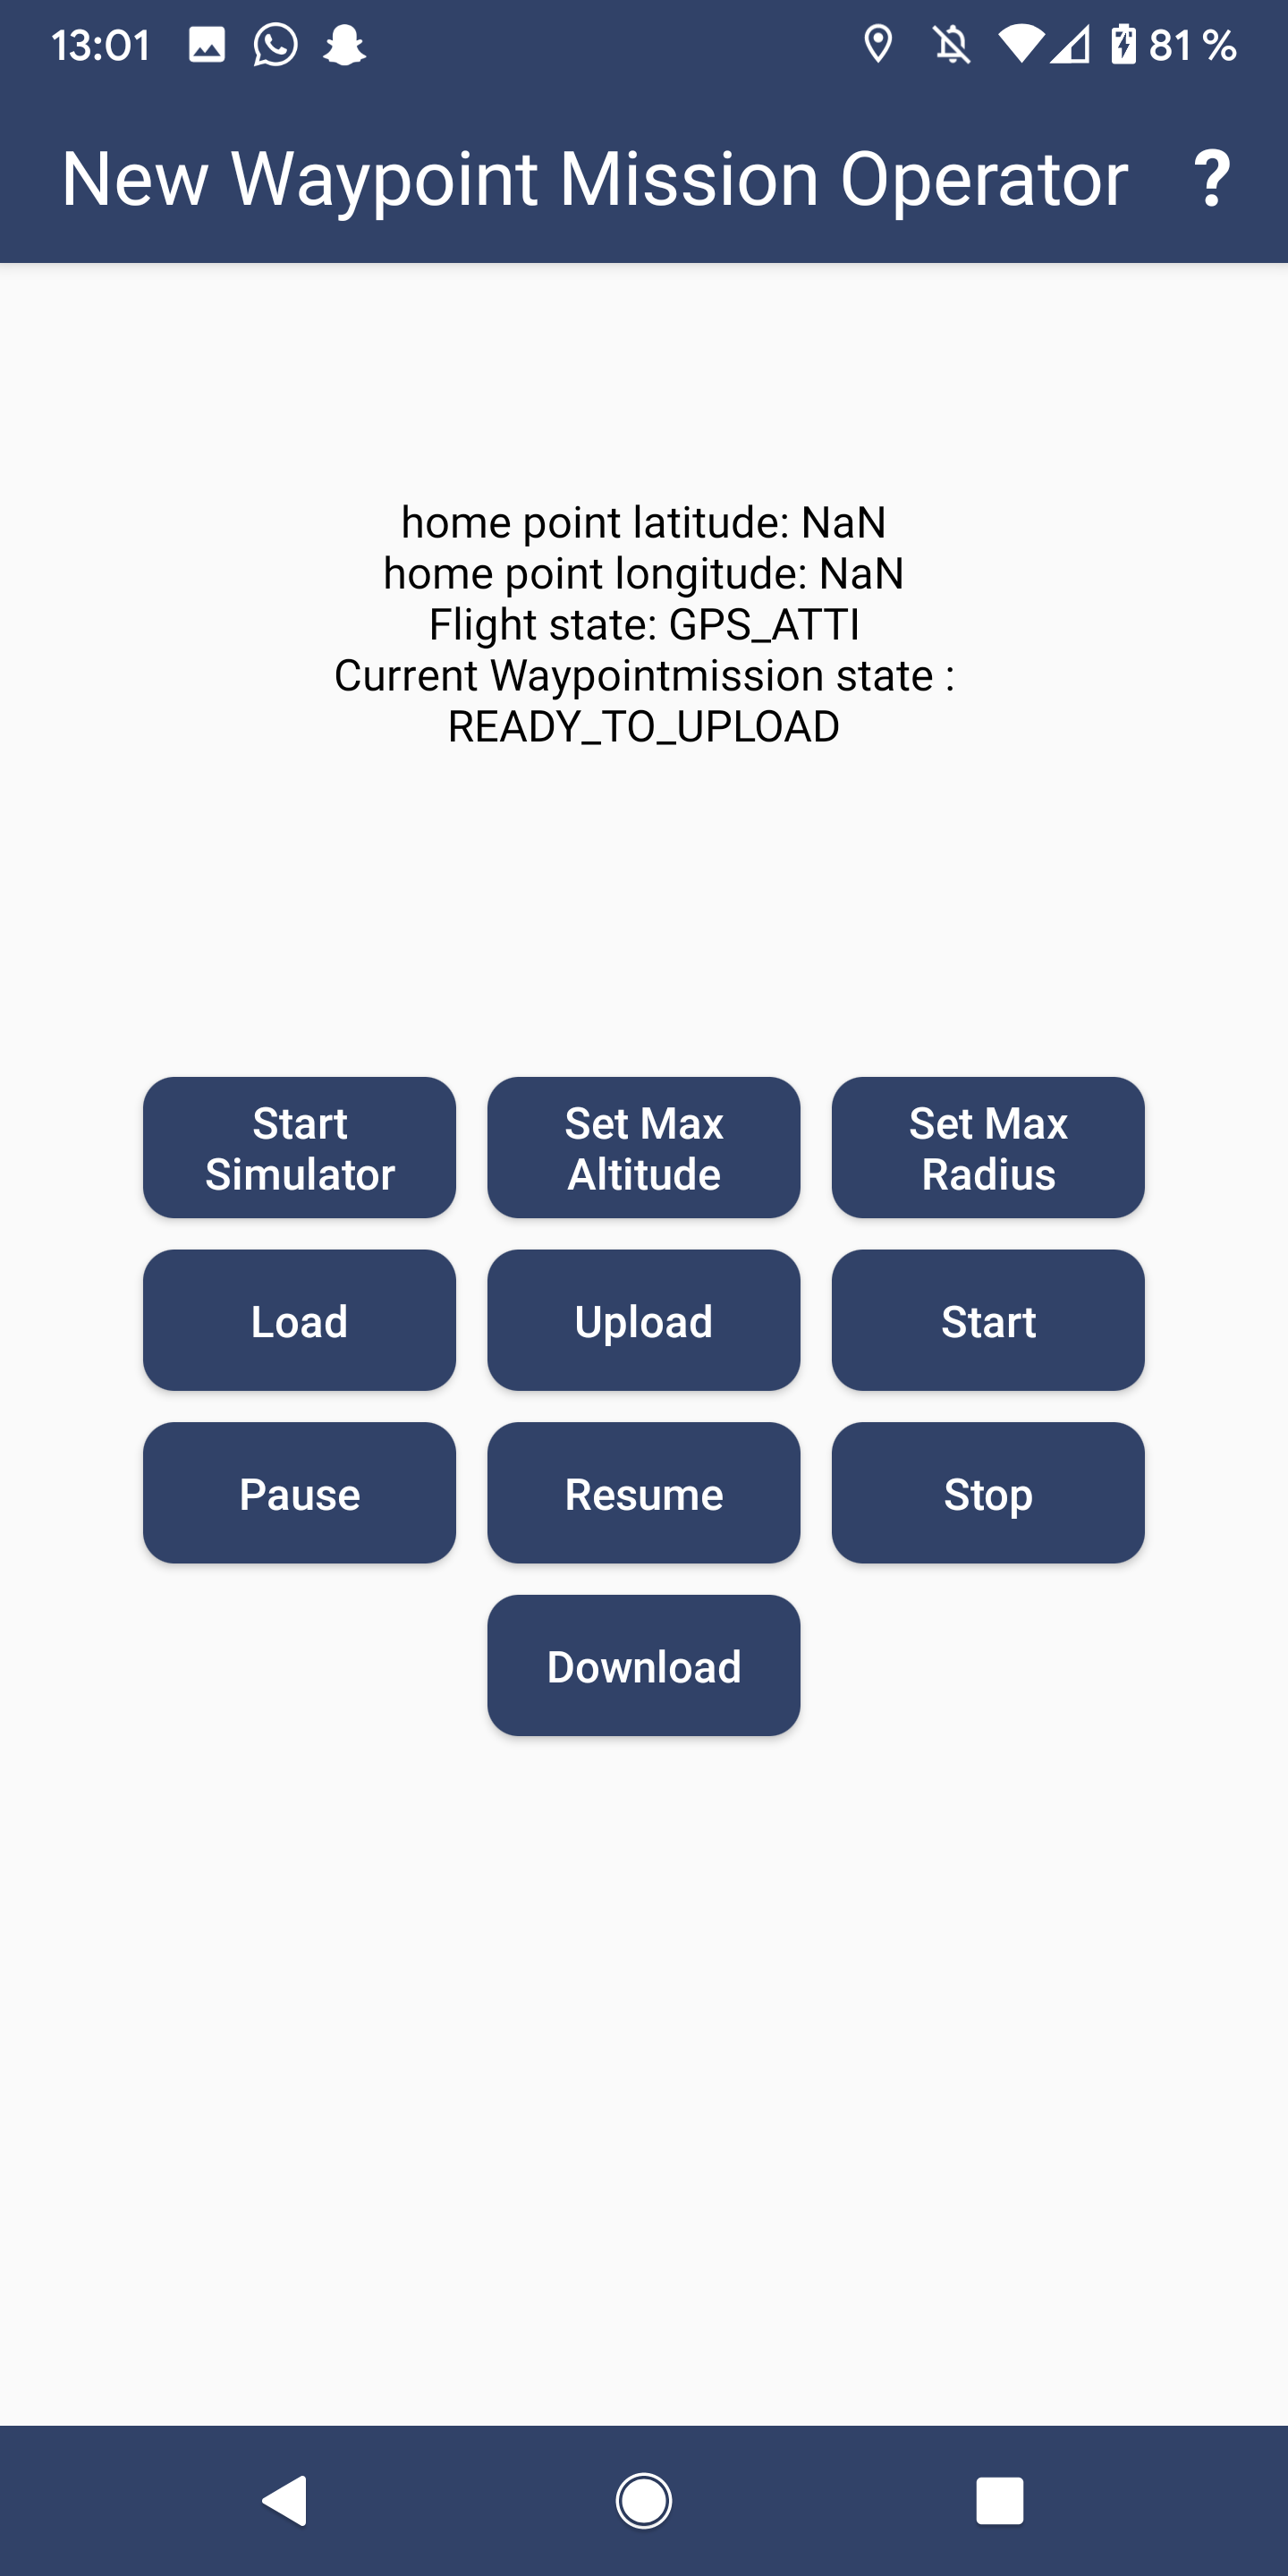 13:01
81 %
New Waypoint Mission Operator ?
home point latitude: NaN
home point longitude: NaN
Flight state: GPS_ATTI
Current Waypointmission state :
READY_TO_UPLOAD
Start
Simulator
Set Max
Altitude
Set Max
Radius
Load
Upload
Start
Pause
Resume
Stop
Download